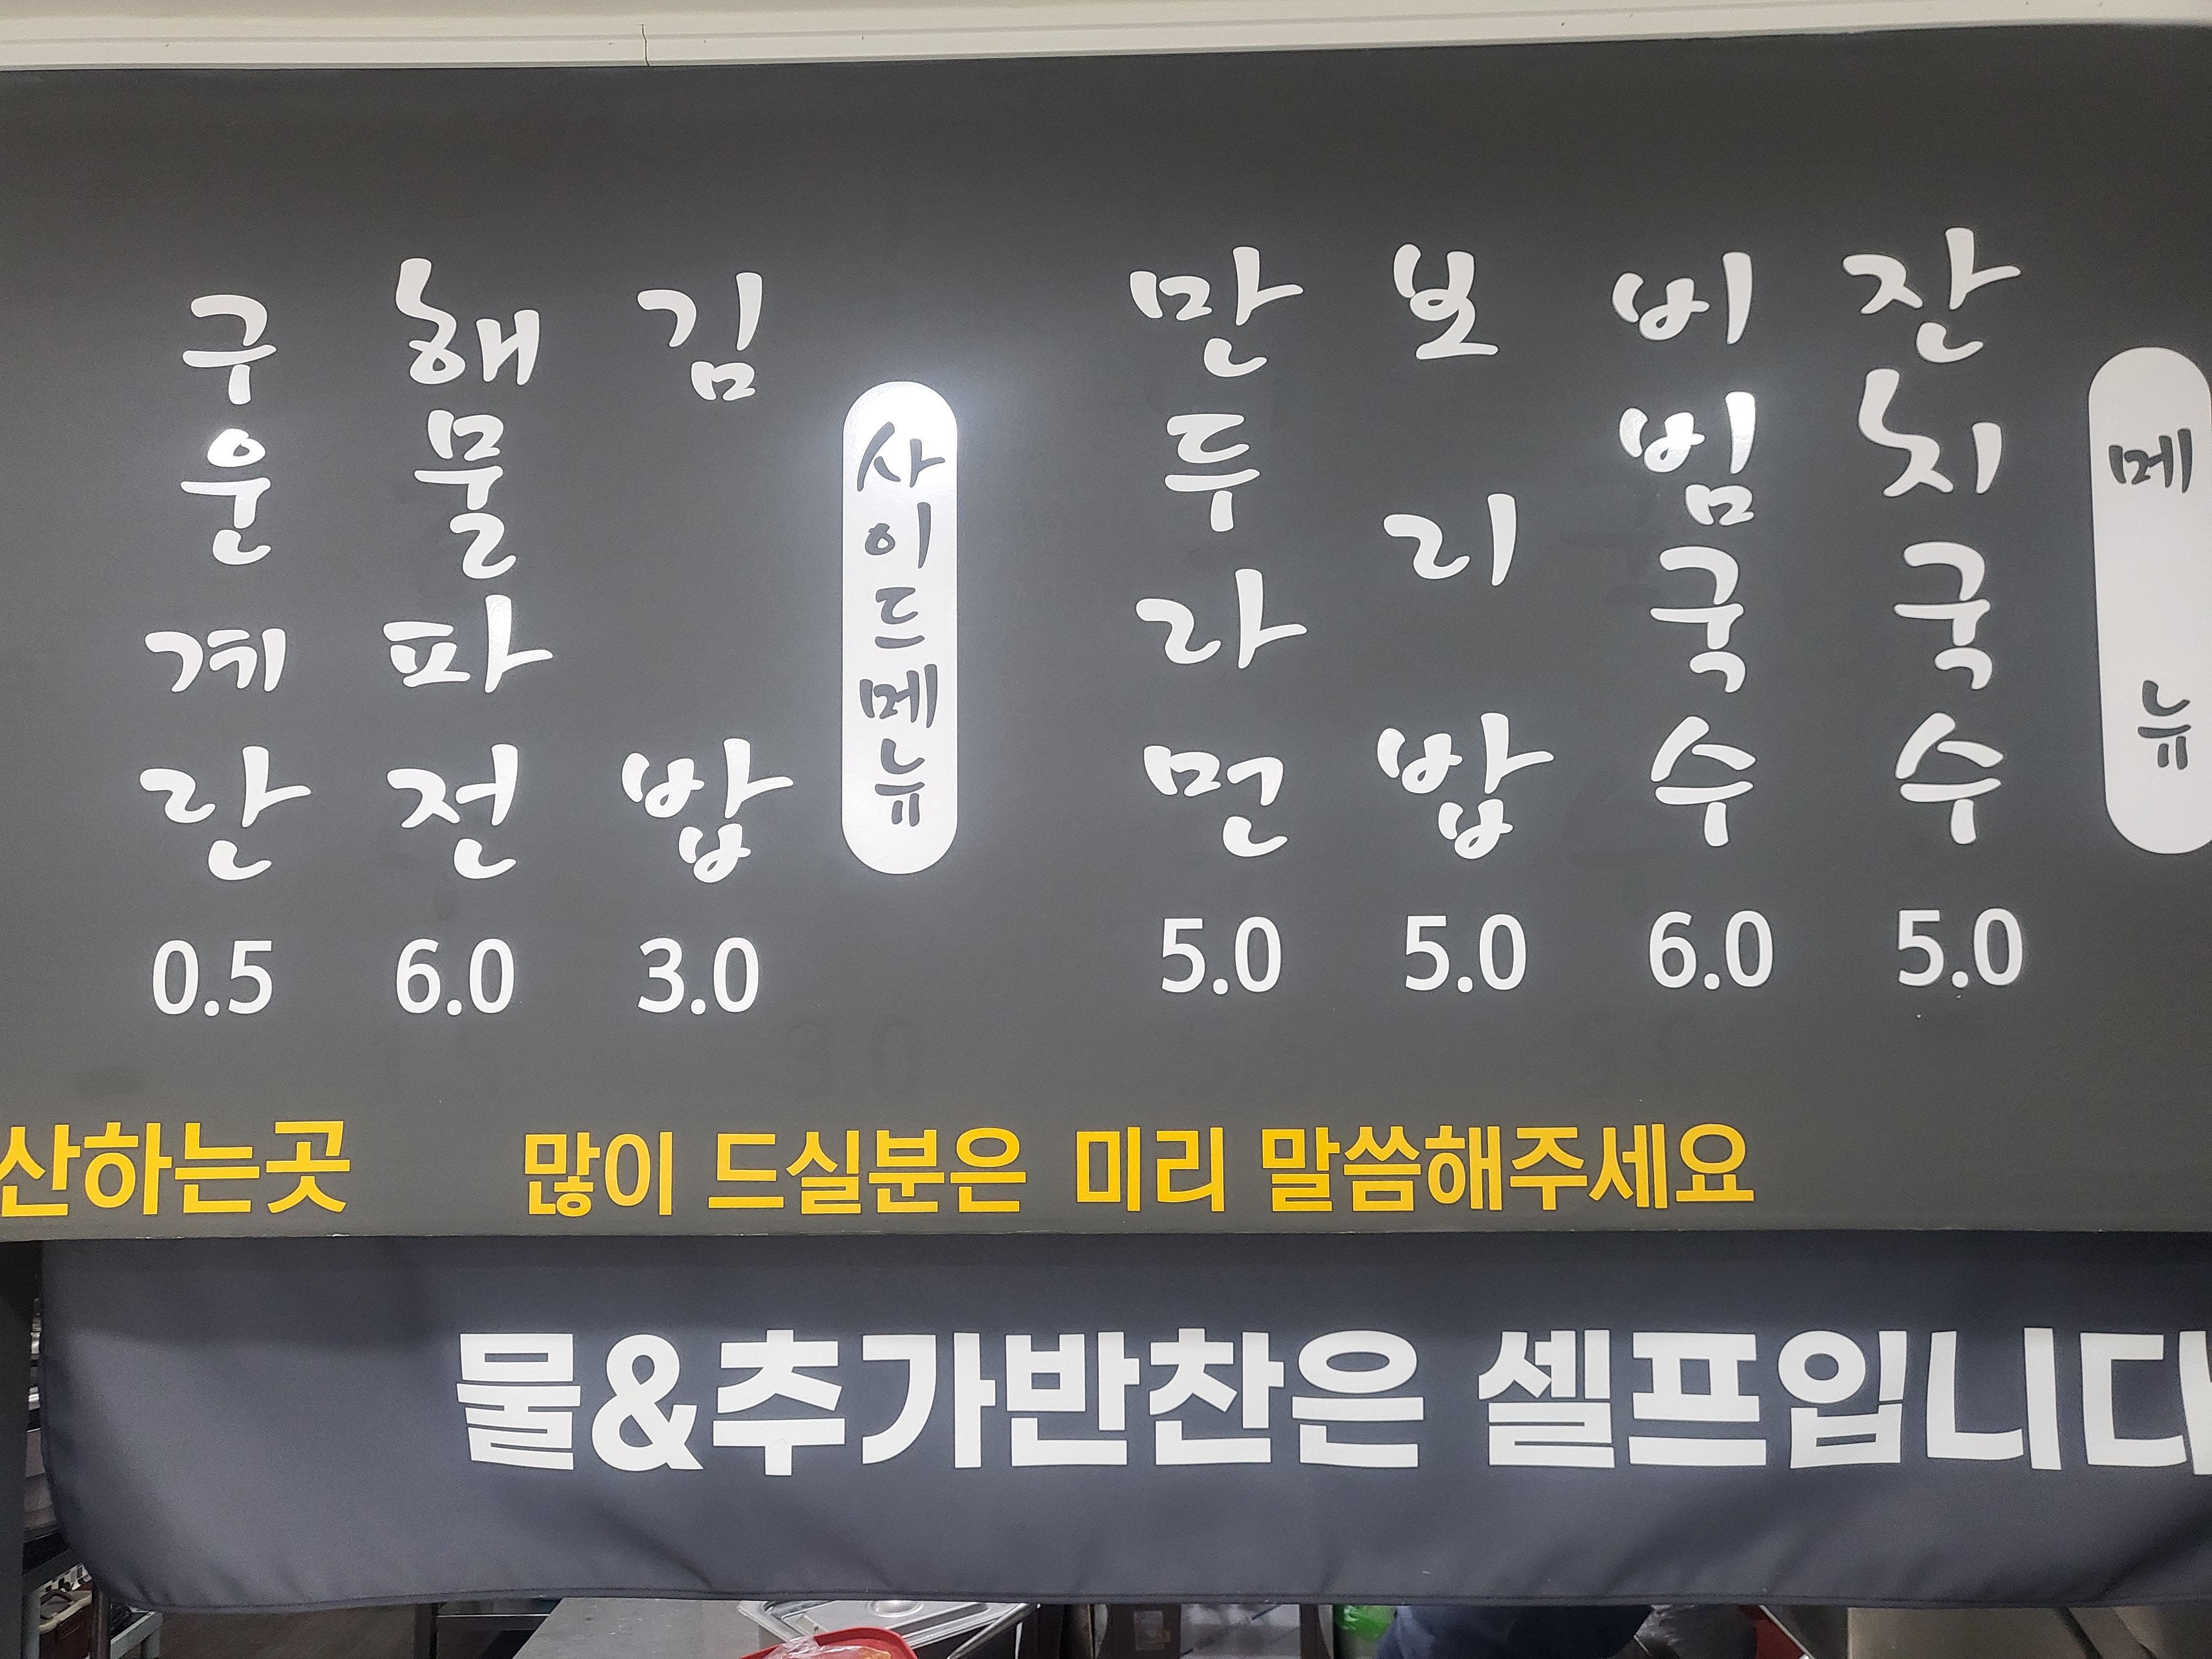 메뉴
잔치국수 5.0
비빔국수 6.0
보리밥 5.0
만두라면 5.0
사이드메뉴
김밥 3.0
해물파전 6.0
구운계란 0.5
산하는곳 많이 드실분은 미리 말씀해주세요
물&추가반찬은 셀프입니다